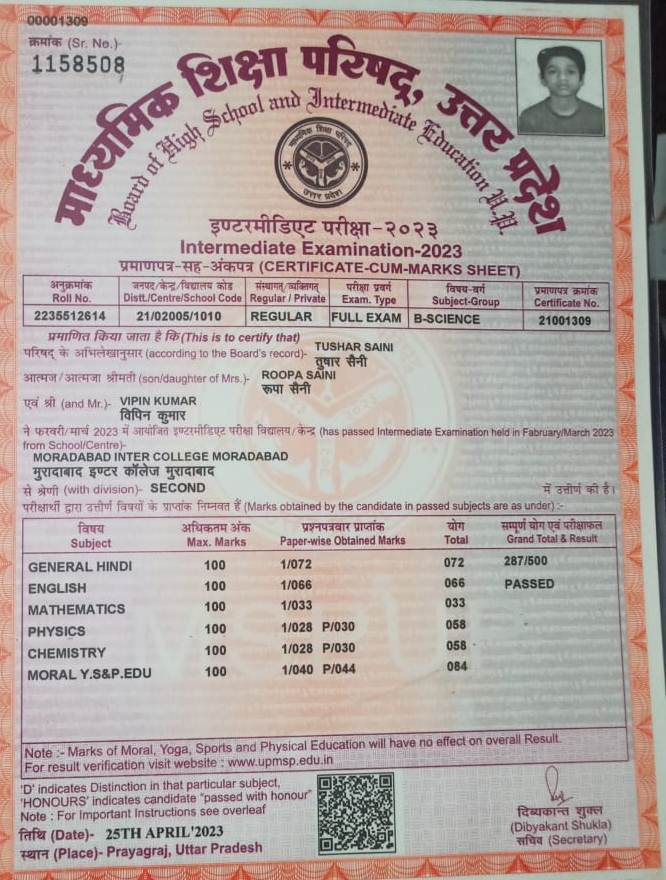 00001309
क्रमांक (Sr. No.)-
1158508
माध्यमिक शिक्षा परिषद्, उत्तर प्रदेश
Board of High School and Intermediate Education U.P.
माध्यमिक शिक्षा परिषद
उत्तर प्रदेश
इण्टरमीडिएट परीक्षा-२०२३
Intermediate Examination-2023
प्रमाणपत्र-सह-अंकपत्र (CERTIFICATE-CUM-MARKS SHEET)
अनुक्रमांक जनपद/केन्द्र/विद्यालय कोड संस्थागत/व्यक्तिगत परीक्षा प्रवर्ग विषय-वर्ग प्रमाणपत्र क्रमांक
Roll No. Distt./Centre/School Code Regular / Private Exam. Type Subject-Group Certificate No.
2235512614 21/02005/1010 REGULAR FULL EXAM B-SCIENCE 21001309
प्रमाणित किया जाता है कि (This is to certify that)
परिषद् के अभिलेखानुसार (according to the Board's record)- TUSHAR SAINI
तुषार सैनी
आत्मज/आत्मजा श्रीमती (son/daughter of Mrs.)- ROOPA SAINI
रूपा सैनी
एवं श्री (and Mr.)- VIPIN KUMAR
विपिन कुमार
ने फरवरी/मार्च 2023 में आयोजित इण्टरमीडिएट परीक्षा विद्यालय/केन्द्र (has passed Intermediate Examination held in Fabruary/March 2023
from School/Centre)-
MORADABAD INTER COLLEGE MORADABAD
मुरादाबाद इण्टर कॉलेज मुरादाबाद
से श्रेणी (with division)- SECOND में उत्तीर्ण की है।
परीक्षार्थी द्वारा उत्तीर्ण विषयों के प्राप्तांक निम्नवत हैं (Marks obtained by the candidate in passed subjects are as under) :-
विषय अधिकतम अंक प्रश्नपत्रवार प्राप्तांक योग सम्पूर्ण योग एवं परीक्षाफल
Subject Max. Marks Paper-wise Obtained Marks Total Grand Total & Result
GENERAL HINDI 100 1/072 072 287/500
ENGLISH 100 1/066 066 PASSED
MATHEMATICS 100 1/033 033
PHYSICS 100 1/028 P/030 058
CHEMISTRY 100 1/028 P/030 058
MORAL Y.S&P.EDU 100 1/040 P/044 084
Note :- Marks of Moral, Yoga, Sports and Physical Education will have no effect on overall Result.
For result verification visit website : www.upmsp.edu.in
'D' indicates Distinction in that particular subject,
'HONOURS' indicates candidate "passed with honour"
Note : For Important Instructions see overleaf
तिथि (Date)- 25TH APRIL'2023
स्थान (Place)- Prayagraj, Uttar Pradesh
दिब्यकान्त शुक्ल
(Dibyakant Shukla)
सचिव (Secretary)